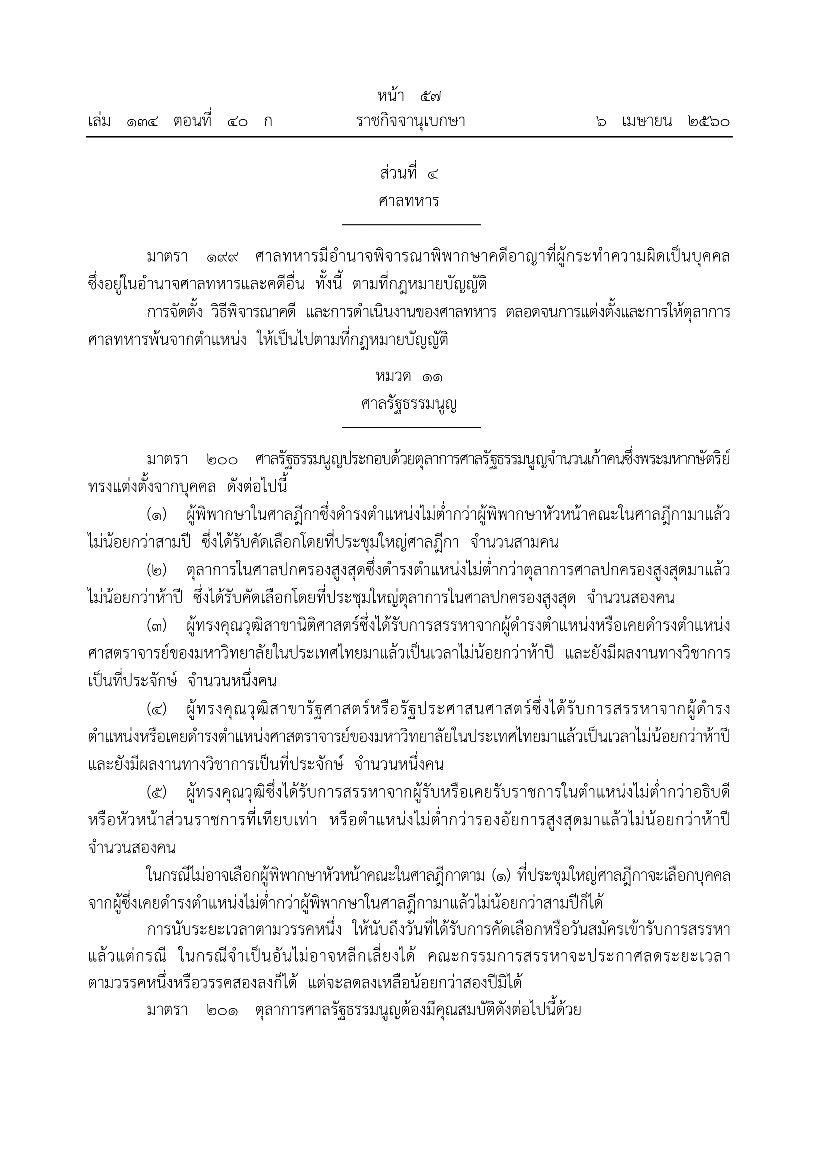 หน้า ๕๗
เล่ม ๑๓๔ ตอนที่ ๔๐ ก ราชกิจจานุเบกษา ๖ เมษายน ๒๕๖๐
ส่วนที่ ๔
ศาลทหาร
มาตรา ๑๙๙ ศาลทหารมีอำนาจพิจารณาพิพากษาคดีอาญาที่ผู้กระทำความผิดเป็นบุคคล
ซึ่งอยู่ในอำนาจศาลทหารและคดีอื่น ทั้งนี้ ตามที่กฎหมายบัญญัติ
การจัดตั้ง วิธีพิจารณาคดี และการดำเนินงานของศาลทหาร ตลอดจนการแต่งตั้งและการให้ตุลาการ
ศาลทหารพ้นจากตำแหน่ง ให้เป็นไปตามที่กฎหมายบัญญัติ
หมวด ๑๑
ศาลรัฐธรรมนูญ
มาตรา ๒๐๐ ศาลรัฐธรรมนูญประกอบด้วยตุลาการศาลรัฐธรรมนูญจำนวนเก้าคนซึ่งพระมหากษัตริย์
ทรงแต่งตั้งจากบุคคล ดังต่อไปนี้
(๑) ผู้พิพากษาในศาลฎีกาซึ่งดำรงตำแหน่งไม่ต่ำกว่าผู้พิพากษาหัวหน้าคณะในศาลฎีกามาแล้ว
ไม่น้อยกว่าสามปี ซึ่งได้รับคัดเลือกโดยที่ประชุมใหญ่ศาลฎีกา จำนวนสามคน
(๒) ตุลาการในศาลปกครองสูงสุดซึ่งดำรงตำแหน่งไม่ต่ำกว่าตุลาการศาลปกครองสูงสุดมาแล้ว
ไม่น้อยกว่าห้าปี ซึ่งได้รับคัดเลือกโดยที่ประชุมใหญ่ตุลาการในศาลปกครองสูงสุด จำนวนสองคน
(๓) ผู้ทรงคุณวุฒิสาขานิติศาสตร์ซึ่งได้รับการสรรหาจากผู้ดำรงตำแหน่งหรือเคยดำรงตำแหน่ง
ศาสตราจารย์ของมหาวิทยาลัยในประเทศไทยมาแล้วเป็นเวลาไม่น้อยกว่าห้าปี และยังมีผลงานทางวิชาการ
เป็นที่ประจักษ์ จำนวนหนึ่งคน
(๔) ผู้ทรงคุณวุฒิสาขารัฐศาสตร์หรือรัฐประศาสนศาสตร์ซึ่งได้รับการสรรหาจากผู้ดำรง
ตำแหน่งหรือเคยดำรงตำแหน่งศาสตราจารย์ของมหาวิทยาลัยในประเทศไทยมาแล้วเป็นเวลาไม่น้อยกว่าห้าปี
และยังมีผลงานทางวิชาการเป็นที่ประจักษ์ จำนวนหนึ่งคน
(๕) ผู้ทรงคุณวุฒิซึ่งได้รับการสรรหาจากผู้รับหรือเคยรับราชการในตำแหน่งไม่ต่ำกว่าอธิบดี
หรือหัวหน้าส่วนราชการที่เทียบเท่า หรือตำแหน่งไม่ต่ำกว่ารองอัยการสูงสุดมาแล้วไม่น้อยกว่าห้าปี
จำนวนสองคน
ในกรณีไม่อาจเลือกผู้พิพากษาหัวหน้าคณะในศาลฎีกาตาม (๑) ที่ประชุมใหญ่ศาลฎีกาจะเลือกบุคคล
จากผู้ซึ่งเคยดำรงตำแหน่งไม่ต่ำกว่าผู้พิพากษาในศาลฎีกามาแล้วไม่น้อยกว่าสามปีก็ได้
การนับระยะเวลาตามวรรคหนึ่ง ให้นับถึงวันที่ได้รับการคัดเลือกหรือวันสมัครเข้ารับการสรรหา
แล้วแต่กรณี ในกรณีจำเป็นอันไม่อาจหลีกเลี่ยงได้ คณะกรรมการสรรหาจะประกาศลดระยะเวลา
ตามวรรคหนึ่งหรือวรรคสองลงก็ได้ แต่จะลดลงเหลือน้อยกว่าสองปีมิได้
มาตรา ๒๐๑ ตุลาการศาลรัฐธรรมนูญต้องมีคุณสมบัติดังต่อไปนี้ด้วย